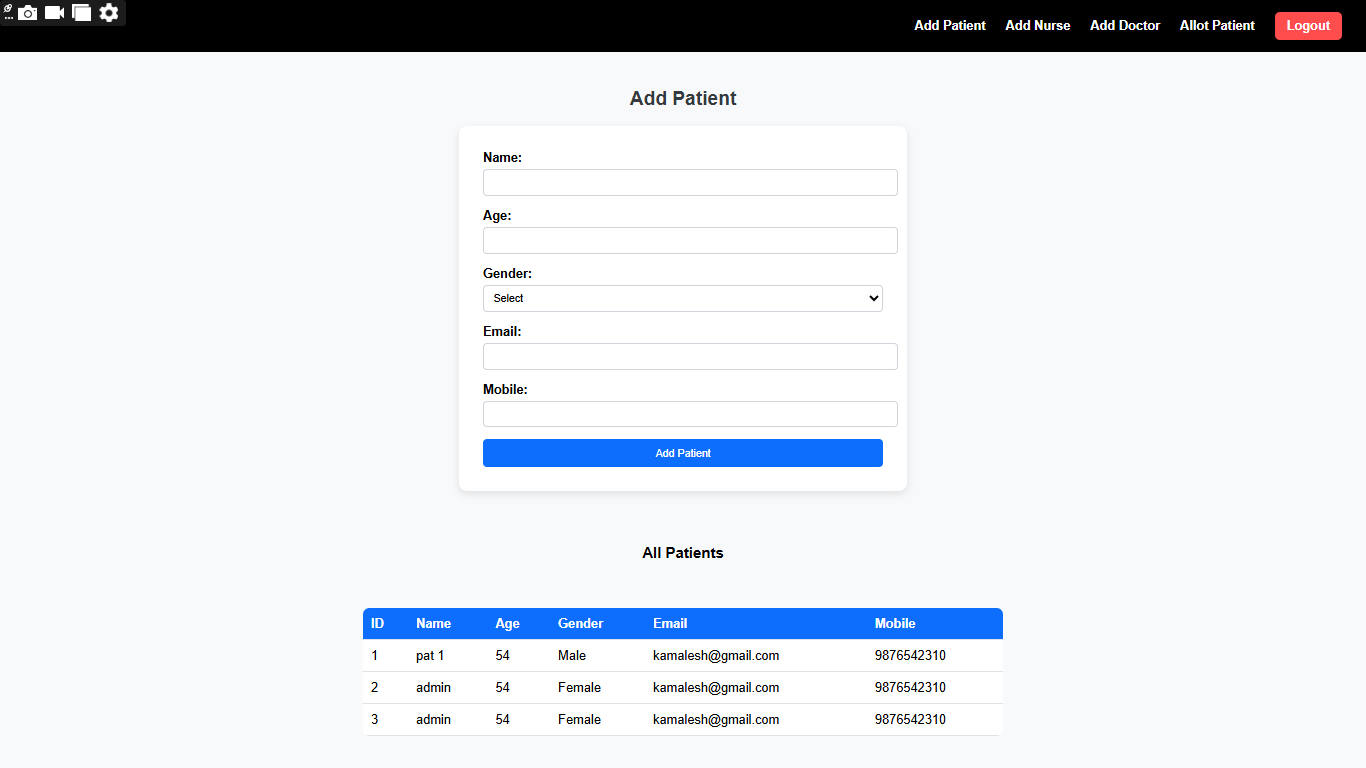 Add Patient Add Nurse Add Doctor Allot Patient Logout
Add Patient
Name:
Age:
Gender:
Select
Email:
Mobile:
Add Patient
All Patients
ID Name Age Gender Email Mobile
1 pat 1 54 Male kamalesh@gmail.com 9876542310
2 admin 54 Female kamalesh@gmail.com 9876542310
3 admin 54 Female kamalesh@gmail.com 9876542310